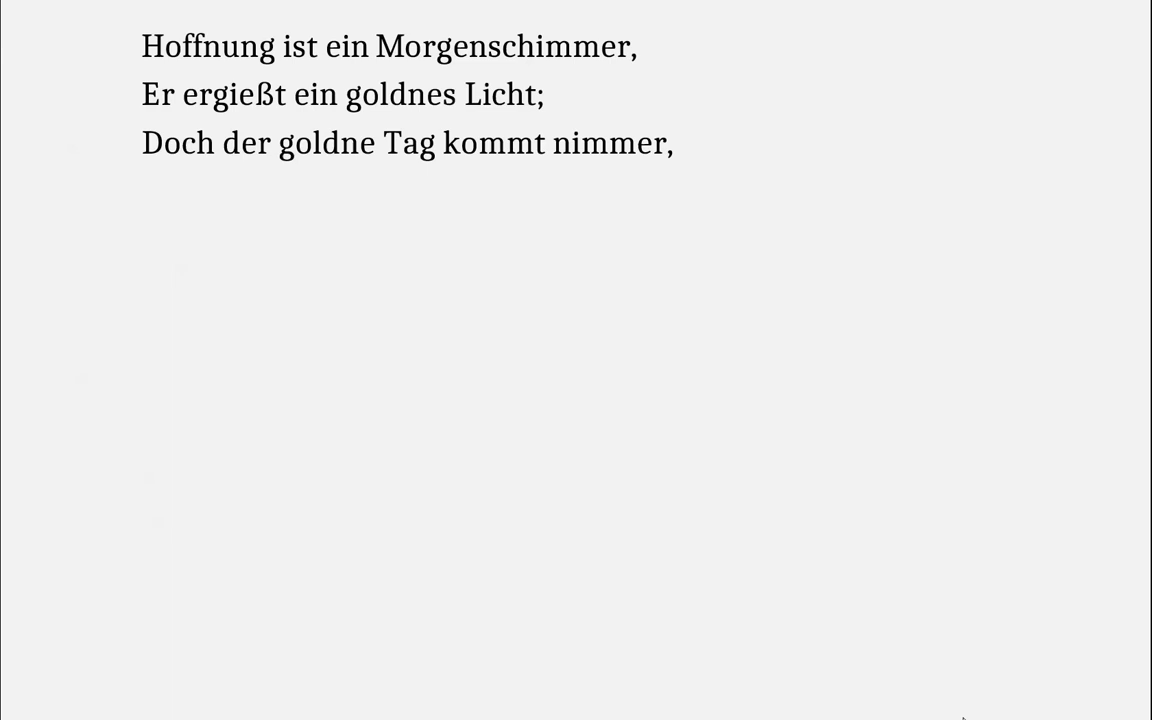 Hoffnung ist ein Morgenschimmer,
Er ergießt ein goldnes Licht;
Doch der goldne Tag kommt nimmer,